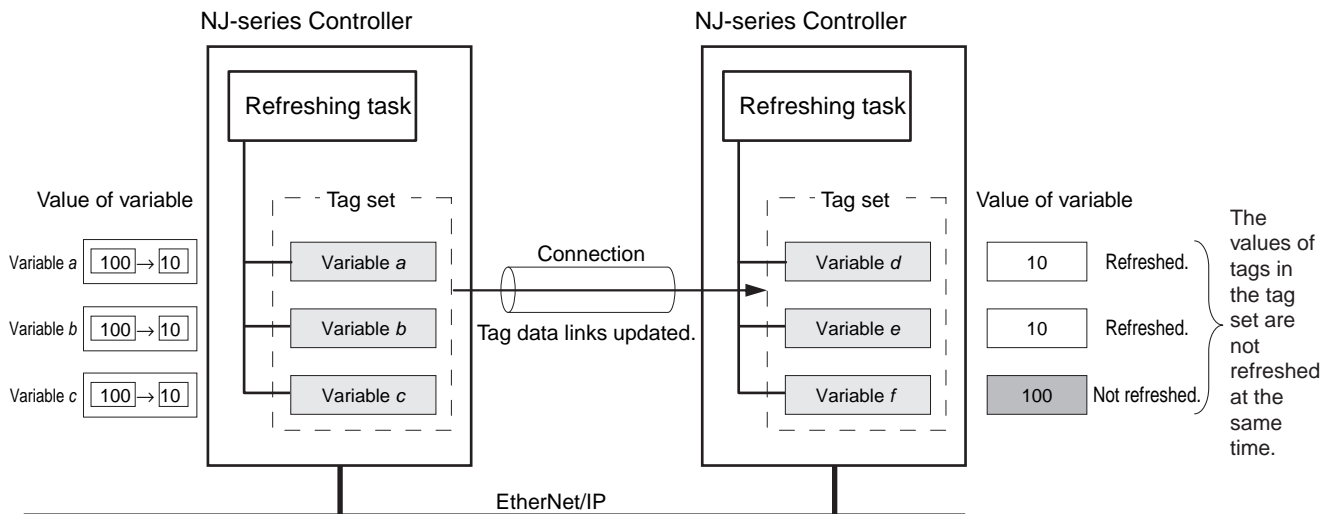 NJ-series Controller
NJ-series Controller
Refreshing task
Refreshing task
Value of variable
Tag set
Tag set
Value of variable
Variable a 100 → 10
Variable a
Connection
Variable d
10 Refreshed.
Variable b 100 → 10
Variable b
Tag data links updated.
Variable e
10 Refreshed.
Variable c 100 → 10
Variable c
Variable f
100 Not refreshed.
The
values of
tags in
the tag
set are
not
refreshed
at the
same
time.
EtherNet/IP